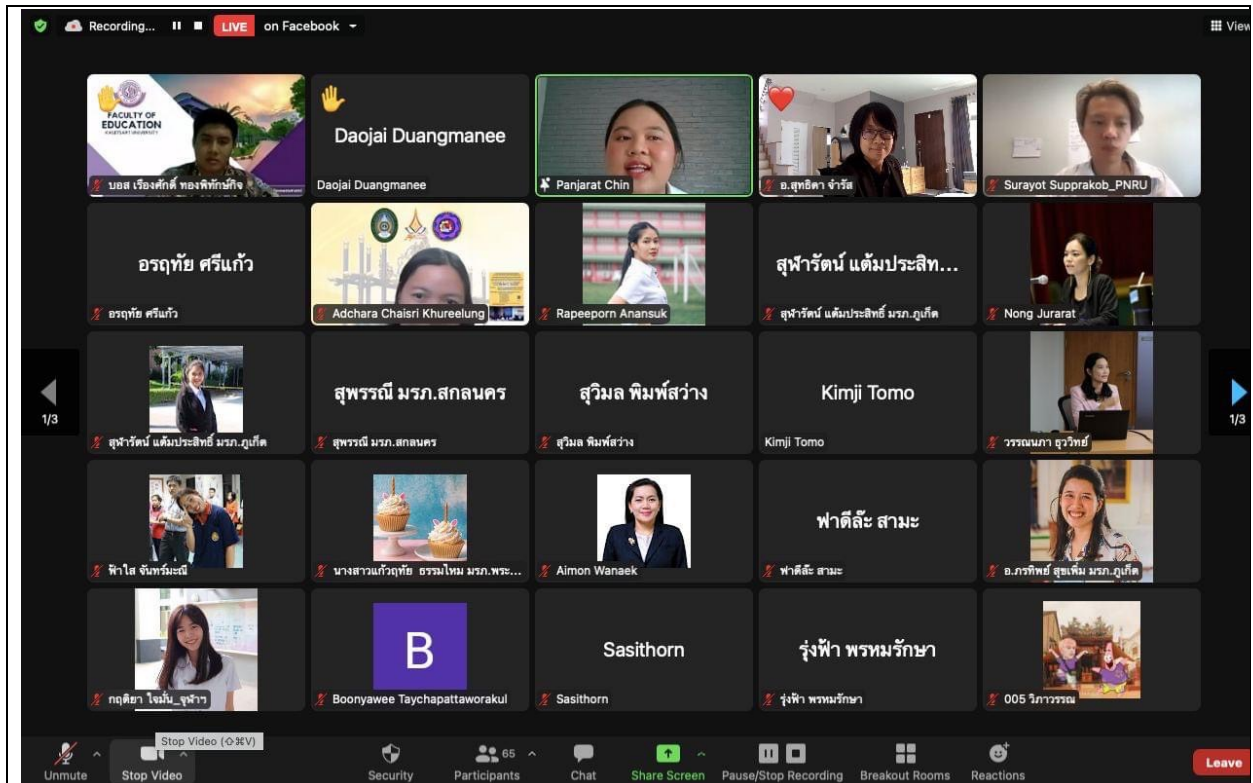 Recording...
LIVE on Facebook
View
FACULTY OF
EDUCATION
KASETSART UNIVERSITY
บอส เรืองศักดิ์ ทองพิทักษ์กิจ
Daojai Duangmanee
Daojai Duangmanee
Panjarat Chin
อ.สุทธิดา จำรัส
Surayot Supprakob_PNRU
อรฤทัย ศรีแก้ว
อรฤทัย ศรีแก้ว
Adchara Chaisri Khureelung
Rapeeporn Anansuk
สุฬารัตน์ แต้มประสิท...
สุฬารัตน์ แต้มประสิทธิ์ มรภ.ภูเก็ต
Nong Jurarat
1/3
สุฬารัตน์ แต้มประสิทธิ์ มรภ.ภูเก็ต
สุพรรณี มรภ.สกลนคร
สุพรรณี มรภ.สกลนคร
สุวิมล พิมพ์สว่าง
สุวิมล พิมพ์สว่าง
Kimji Tomo
Kimji Tomo
วรรณนภา ธุววิทย์
1/3
ฟ้าใส จันทร์มะณี
นางสาวแก้วฤทัย ธรรมไหม มรภ.พระ...
Aimon Wanaek
ฟาดีล๊ะ สามะ
ฟาดีล๊ะ สามะ
อ.ภรทิพย์ สุขเพิ่ม มรภ.ภูเก็ต
กฤติยา ใจมั่น_จุฬาฯ
B
Boonyawee Taychapattaworakul
Sasithorn
Sasithorn
รุ่งฟ้า พรหมรักษา
รุ่งฟ้า พรหมรักษา
005 วิภาวรรณ
Stop Video (⇧⌘V)
Unmute
Stop Video
Security
65
Participants
Chat
Share Screen
Pause/Stop Recording
Breakout Rooms
Reactions
Leave